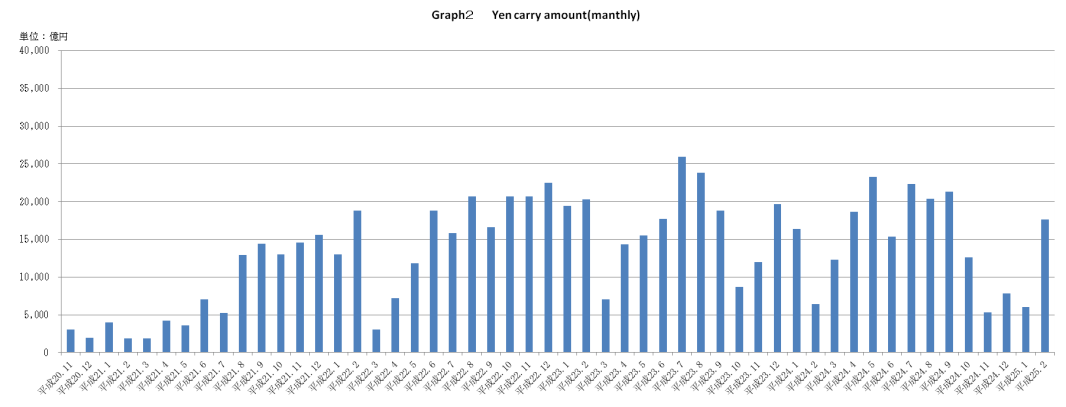 Graph２　Yen carry amount(manthly)
単位：億円
40,000
35,000
30,000
25,000
20,000
15,000
10,000
5,000
0
平成20.11
平成20.12
平成21.1
平成21.2
平成21.3
平成21.4
平成21.5
平成21.6
平成21.7
平成21.8
平成21.9
平成21.10
平成21.11
平成21.12
平成22.1
平成22.2
平成22.3
平成22.4
平成22.5
平成22.6
平成22.7
平成22.8
平成22.9
平成22.10
平成22.11
平成22.12
平成23.1
平成23.2
平成23.3
平成23.4
平成23.5
平成23.6
平成23.7
平成23.8
平成23.9
平成23.10
平成23.11
平成23.12
平成24.1
平成24.2
平成24.3
平成24.4
平成24.5
平成24.6
平成24.7
平成24.8
平成24.9
平成24.10
平成24.11
平成24.12
平成25.1
平成25.2